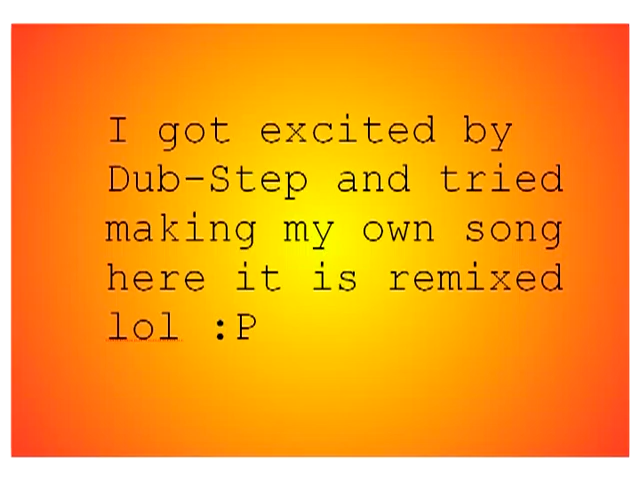 I got excited by
Dub-Step and tried
making my own song
here it is remixed
lol :P